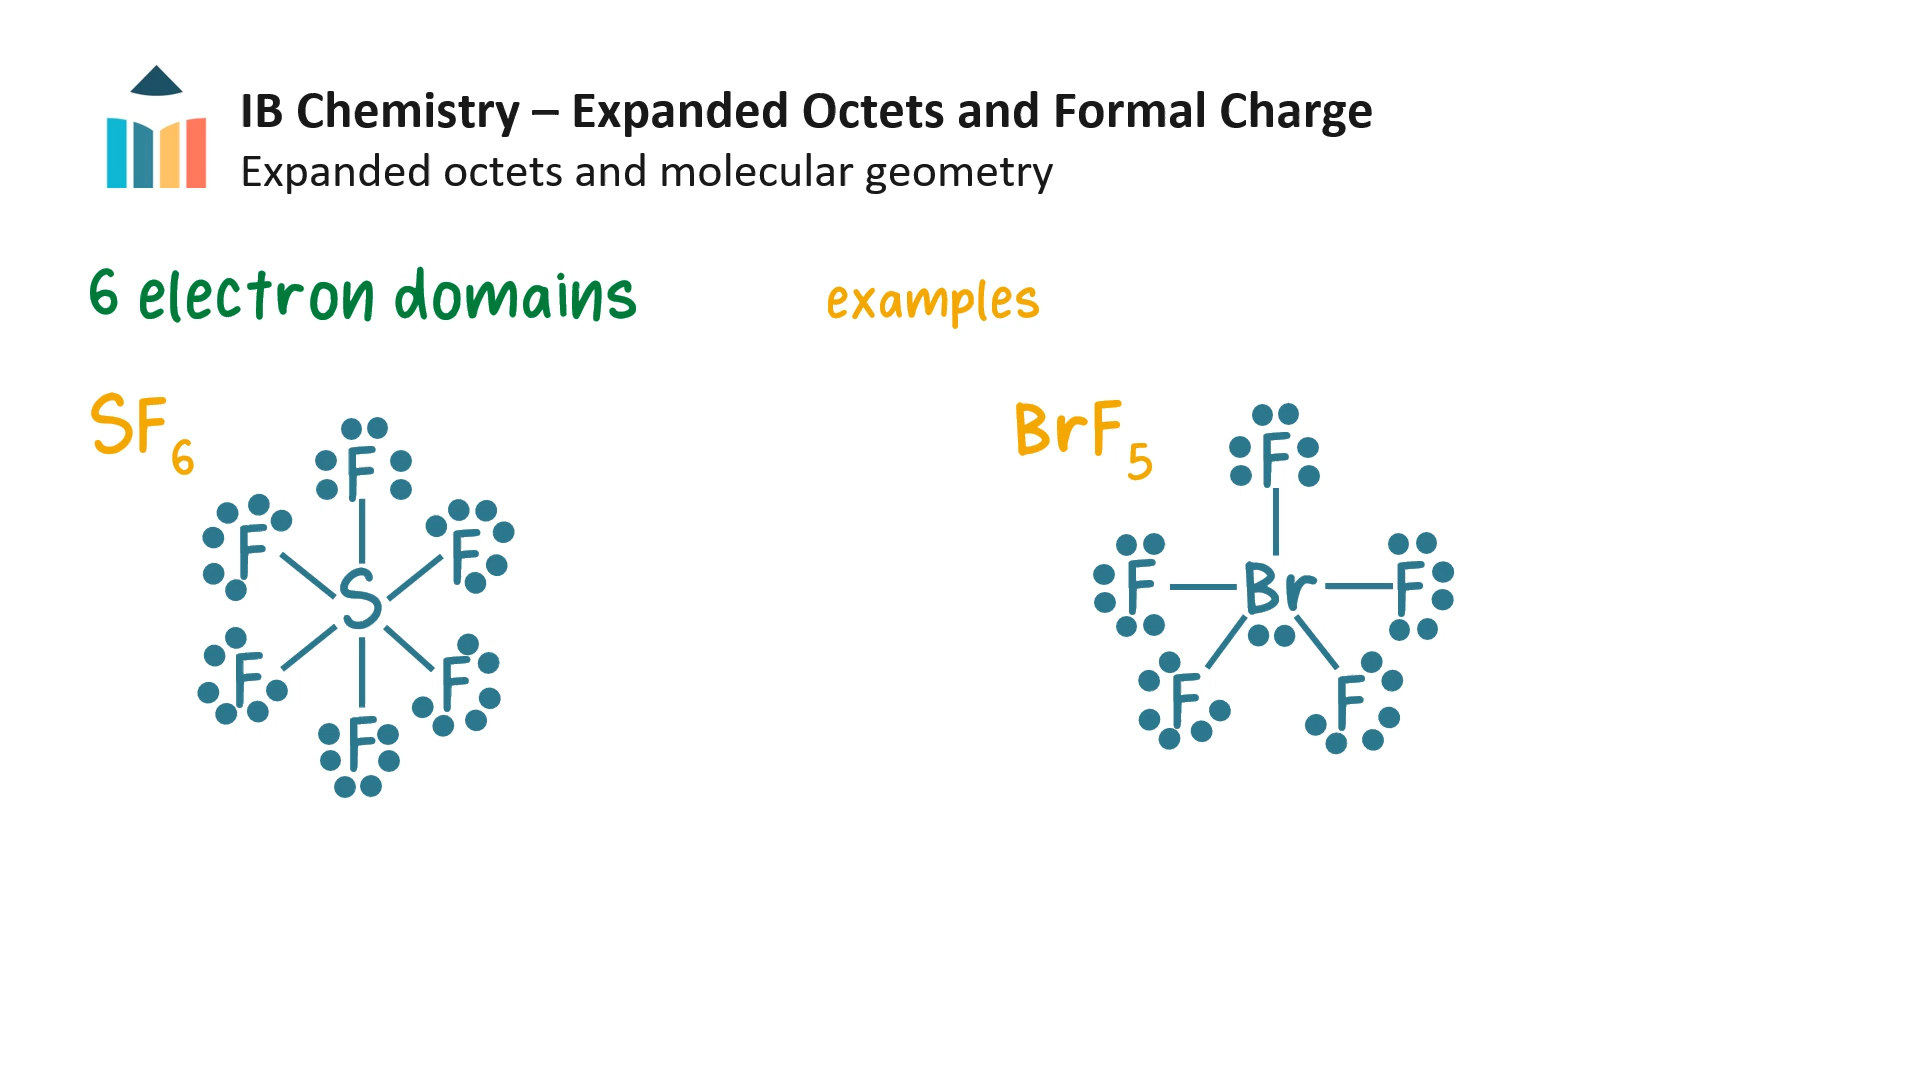 IB Chemistry – Expanded Octets and Formal Charge
Expanded octets and molecular geometry
6 electron domains
examples
SF₆
F
F
F
S
F
F
F
BrF₅
F
F Br F
F F